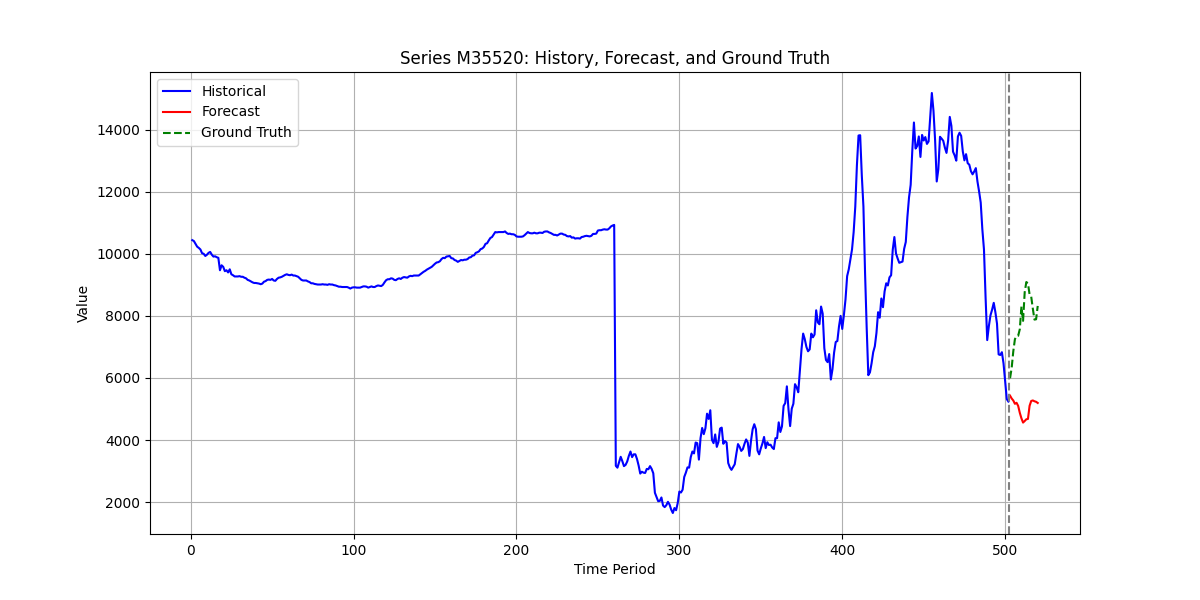 Series M35520: History, Forecast, and Ground Truth
Historical
Forecast
Ground Truth
14000
12000
10000
8000
6000
4000
2000
Value
0
100
200
300
400
500
Time Period